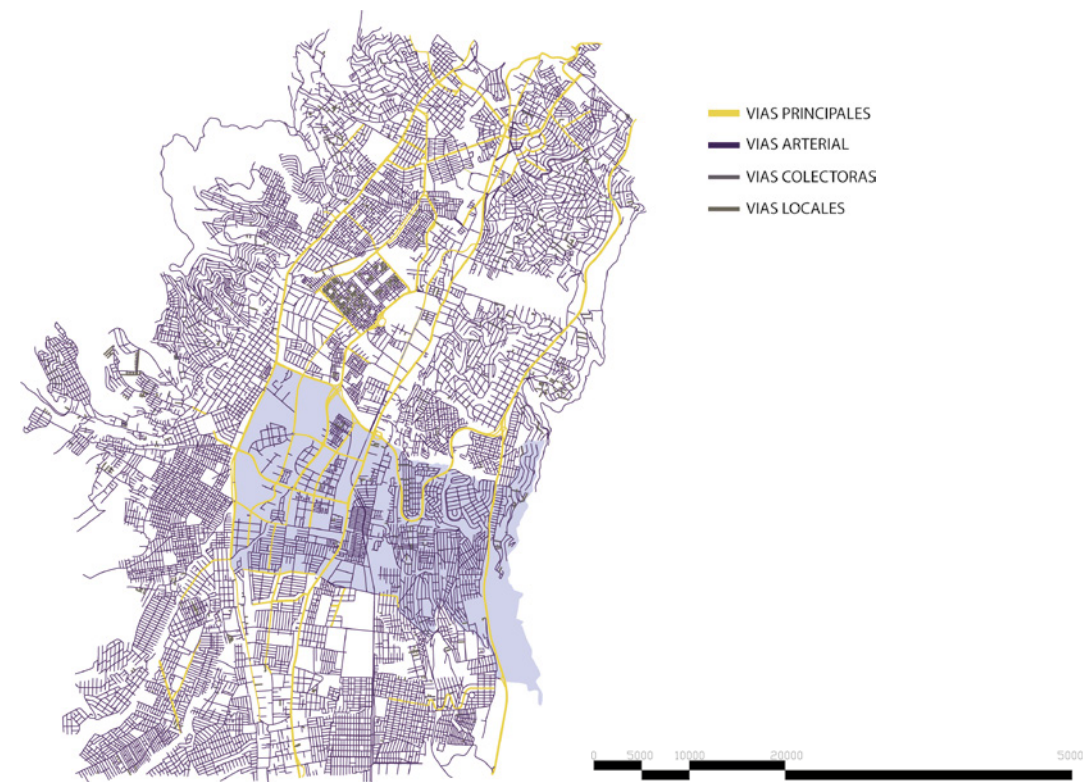 VIAS PRINCIPALES
VIAS ARTERIAL
VIAS COLECTORAS
VIAS LOCALES
0 5000 10000 20000 5000